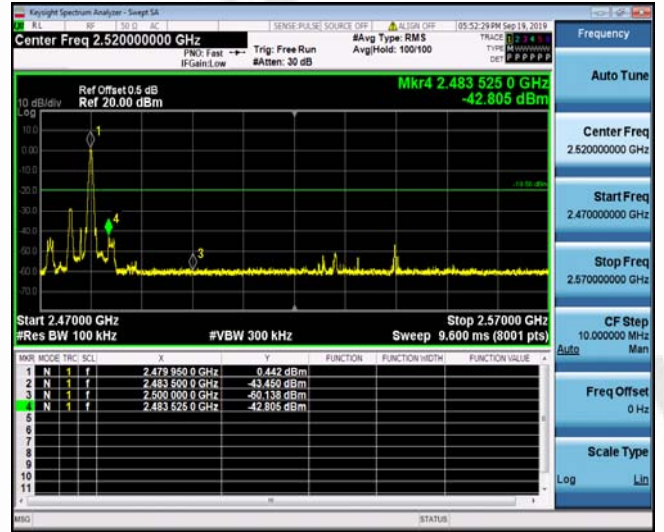 Keysight Spectrum Analyzer - Swept SA
RL RF 50 Ω AC SENSE:PULSE SOURCE OFF ALIGN OFF 05:52:29 PM Sep 19, 2019
Center Freq 2.520000000 GHz
PNO: Fast
IFGain:Low
Trig: Free Run
#Atten: 30 dB
#Avg Type: RMS
Avg|Hold: 100/100
TRACE 1 2 3 4 5 6
TYPE M W W W W W
DET P P P P P P
Frequency
Auto Tune
Center Freq
2.520000000 GHz
Start Freq
2.470000000 GHz
Stop Freq
2.570000000 GHz
CF Step
10.000000 MHz
Auto Man
Freq Offset
0 Hz
Scale Type
Log Lin
Mkr4 2.483 525 0 GHz
-42.805 dBm
Ref Offset 0.5 dB
Ref 20.00 dBm
10 dB/div
Log
10.0
0.00
-10.0
-20.0
-30.0
-40.0
-50.0
-60.0
-70.0
1
4
3
Start 2.47000 GHz
Stop 2.57000 GHz
#Res BW 100 kHz
#VBW 300 kHz
Sweep 9.600 ms (8001 pts)
MKR MODE TRC SCL X Y FUNCTION FUNCTION WIDTH FUNCTION VALUE
1 N 1 f 2.479 950 0 GHz 0.442 dBm
2 N 1 f 2.483 500 0 GHz -43.450 dBm
3 N 1 f 2.500 000 0 GHz -60.138 dBm
4 N 1 f 2.483 525 0 GHz -42.805 dBm
5
6
7
8
9
10
11
MSG
STATUS